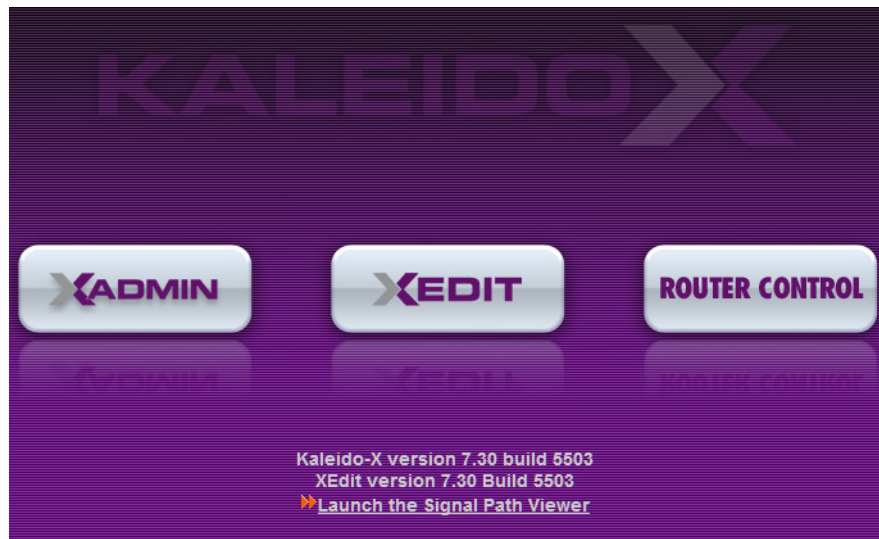 KALEIDOX
XADMIN
XEDIT
ROUTER CONTROL
Kaleido-X version 7.30 build 5503
XEdit version 7.30 Build 5503
Launch the Signal Path Viewer